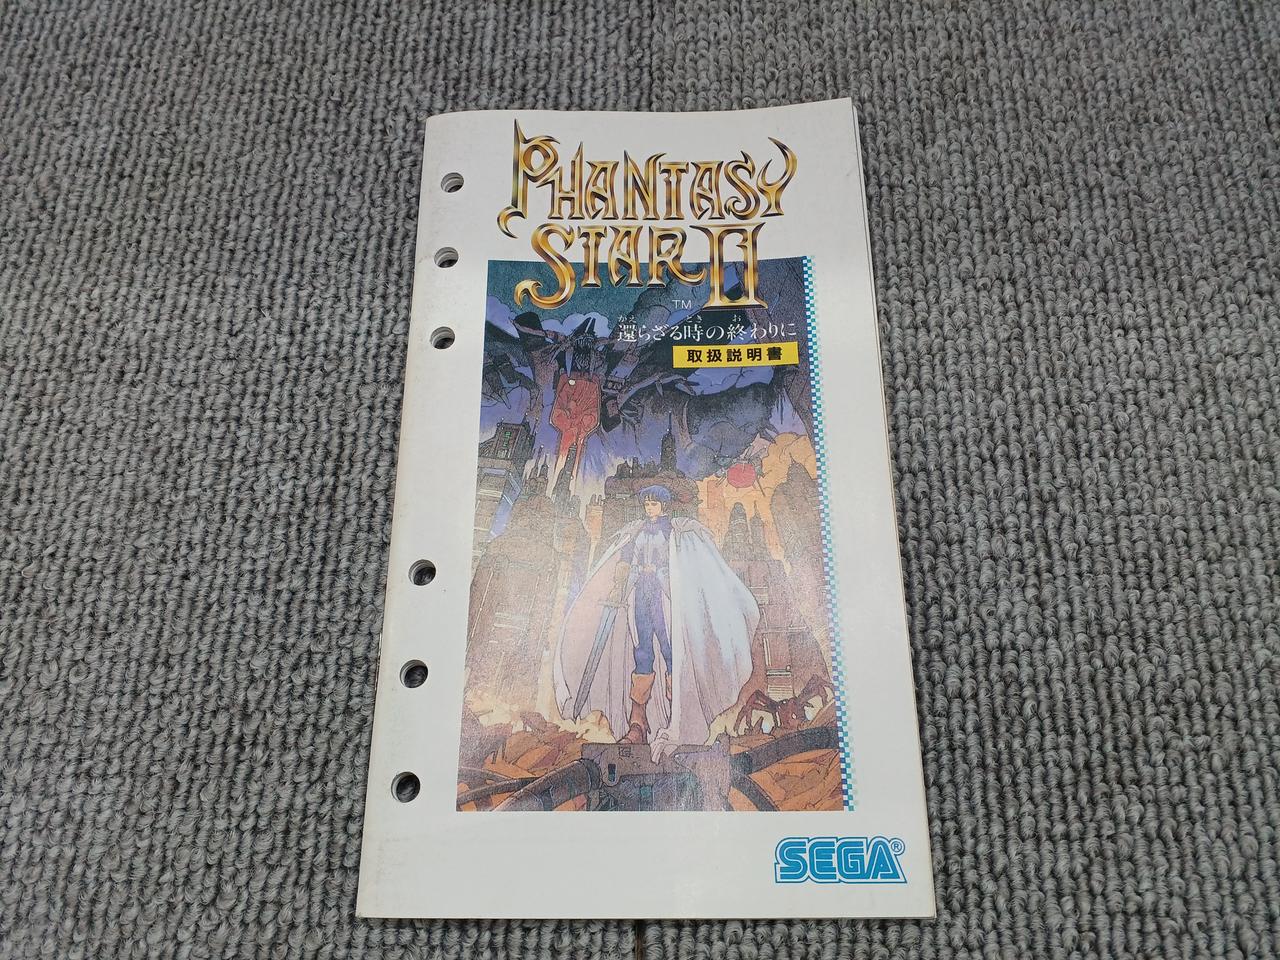 PHANTASY
STAR II
TM
かえ とき お
還らざる時の終わりに
取扱説明書
SEGA®